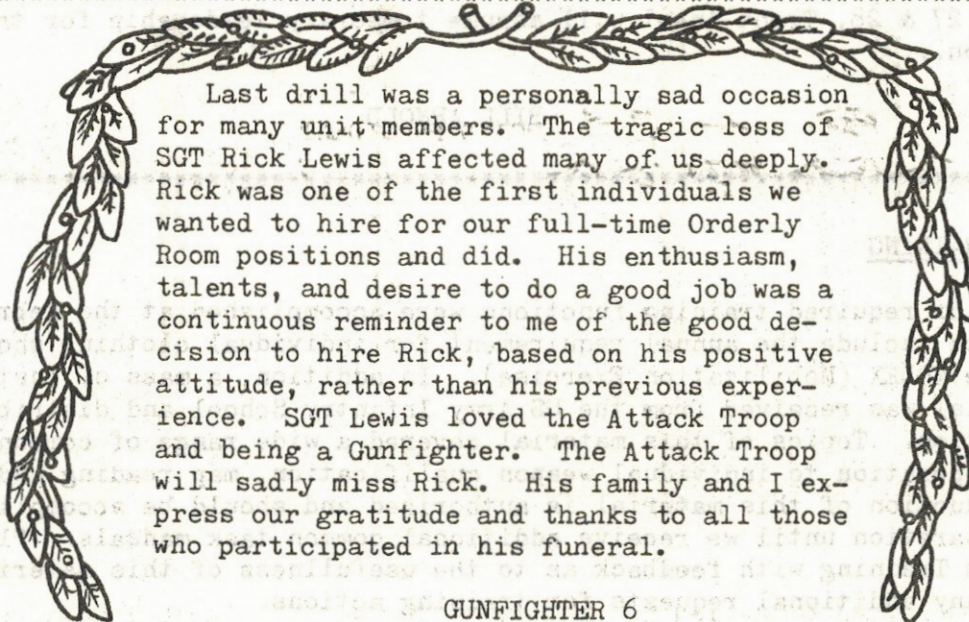 Last drill was a personally sad occasion
for many unit members. The tragic loss of
SGT Rick Lewis affected many of us deeply.
Rick was one of the first individuals we
wanted to hire for our full-time Orderly
Room positions and did. His enthusiasm,
talents, and desire to do a good job was a
continuous reminder to me of the good de-
cision to hire Rick, based on his positive
attitude, rather than his previous exper-
ience. SGT Lewis loved the Attack Troop
and being a Gunfighter. The Attack Troop
will sadly miss Rick. His family and I ex-
press our gratitude and thanks to all those
who participated in his funeral.
GUNFIGHTER 6